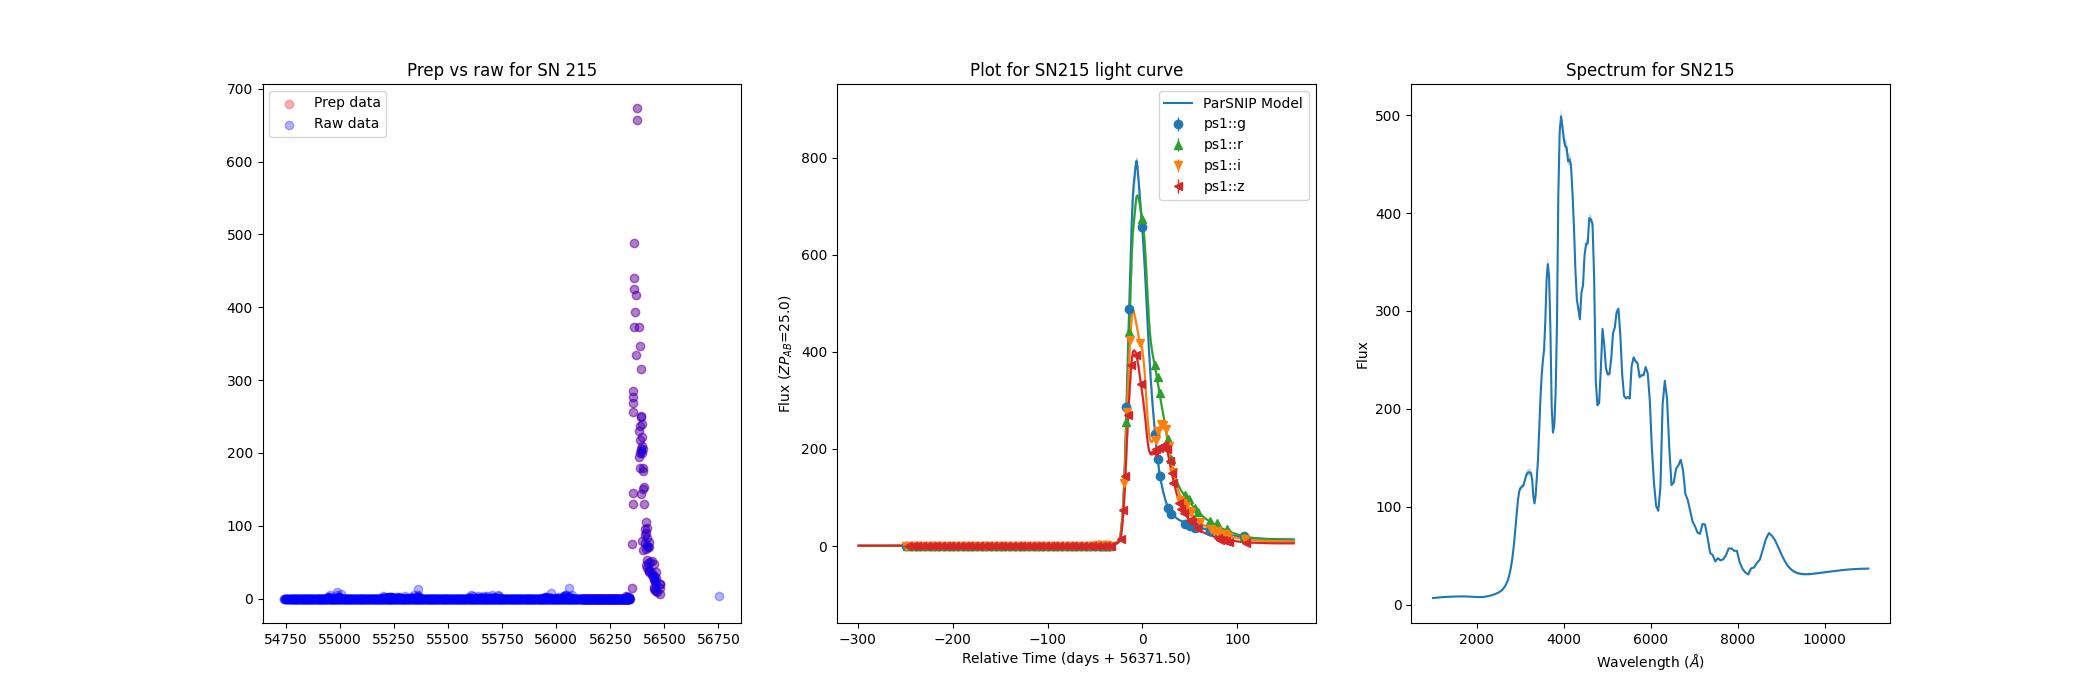 Prep vs raw for SN 215
Prep data
Raw data
700
600
500
400
300
200
100
0
54750 55000 55250 55500 55750 56000 56250 56500 56750
Plot for SN215 light curve
ParSNIP Model
ps1::g
ps1::r
ps1::i
ps1::z
Flux (ZP_AB=25.0)
800
600
400
200
0
−300 −200 −100 0 100
Relative Time (days + 56371.50)
Spectrum for SN215
Flux
500
400
300
200
100
0
2000 4000 6000 8000 10000
Wavelength (Å)